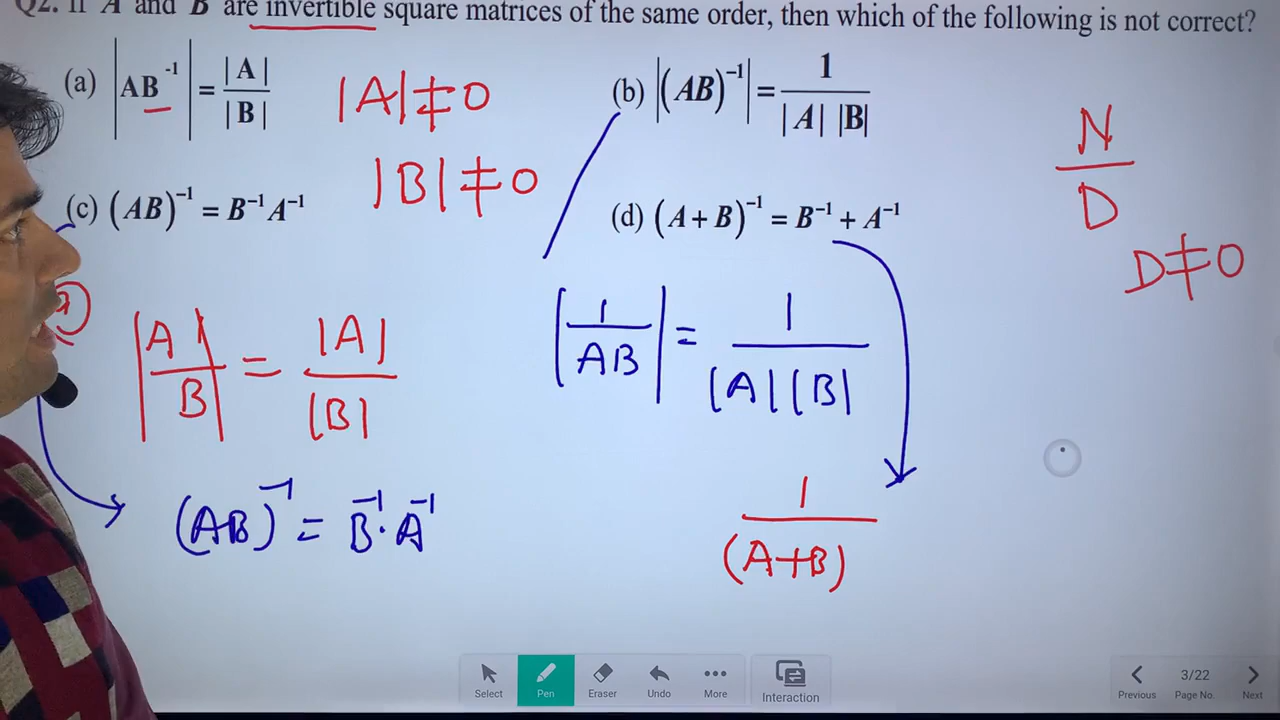 Q2. If A and B are invertible square matrices of the same order, then which of the following is not correct?
(a) |AB⁻¹| = |A| / |B|
|A| ≠ 0
(b) |(AB)⁻¹| = 1 / |A| |B|
N / D
|B| ≠ 0
(c) (AB)⁻¹ = B⁻¹A⁻¹
(d) (A + B)⁻¹ = B⁻¹ + A⁻¹
D ≠ 0
|A / B| = |A| / |B|
|1 / AB| = 1 / |A| |B|
(AB)⁻¹ = B⁻¹ · A⁻¹
1 / (A+B)
Select
Pen
Eraser
Undo
More
Interaction
Previous
3/22
Page No.
Next